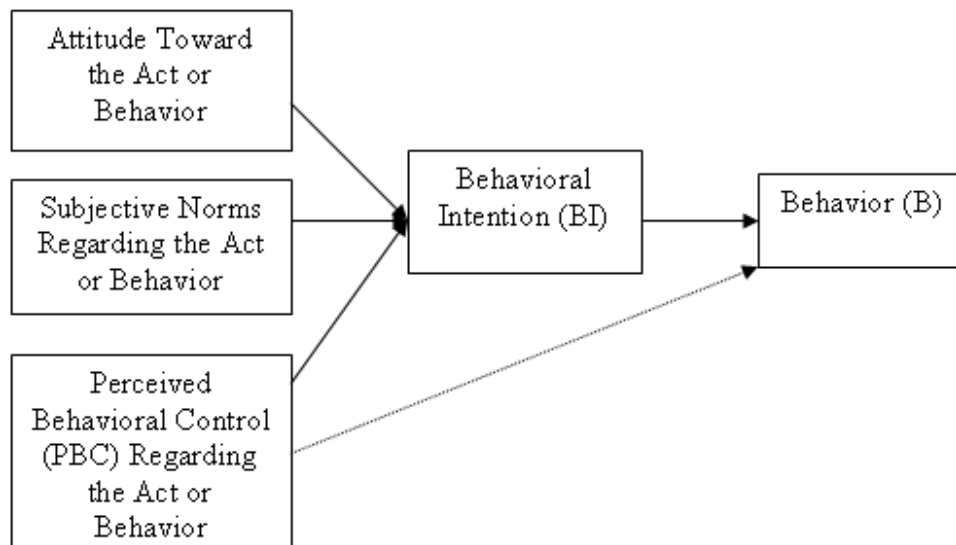 Attitude Toward
the Act or
Behavior
Subjective Norms
Regarding the Act
or Behavior
Perceived
Behavioral Control
(PBC) Regarding
the Act or
Behavior
Behavioral
Intention (BI)
Behavior (B)